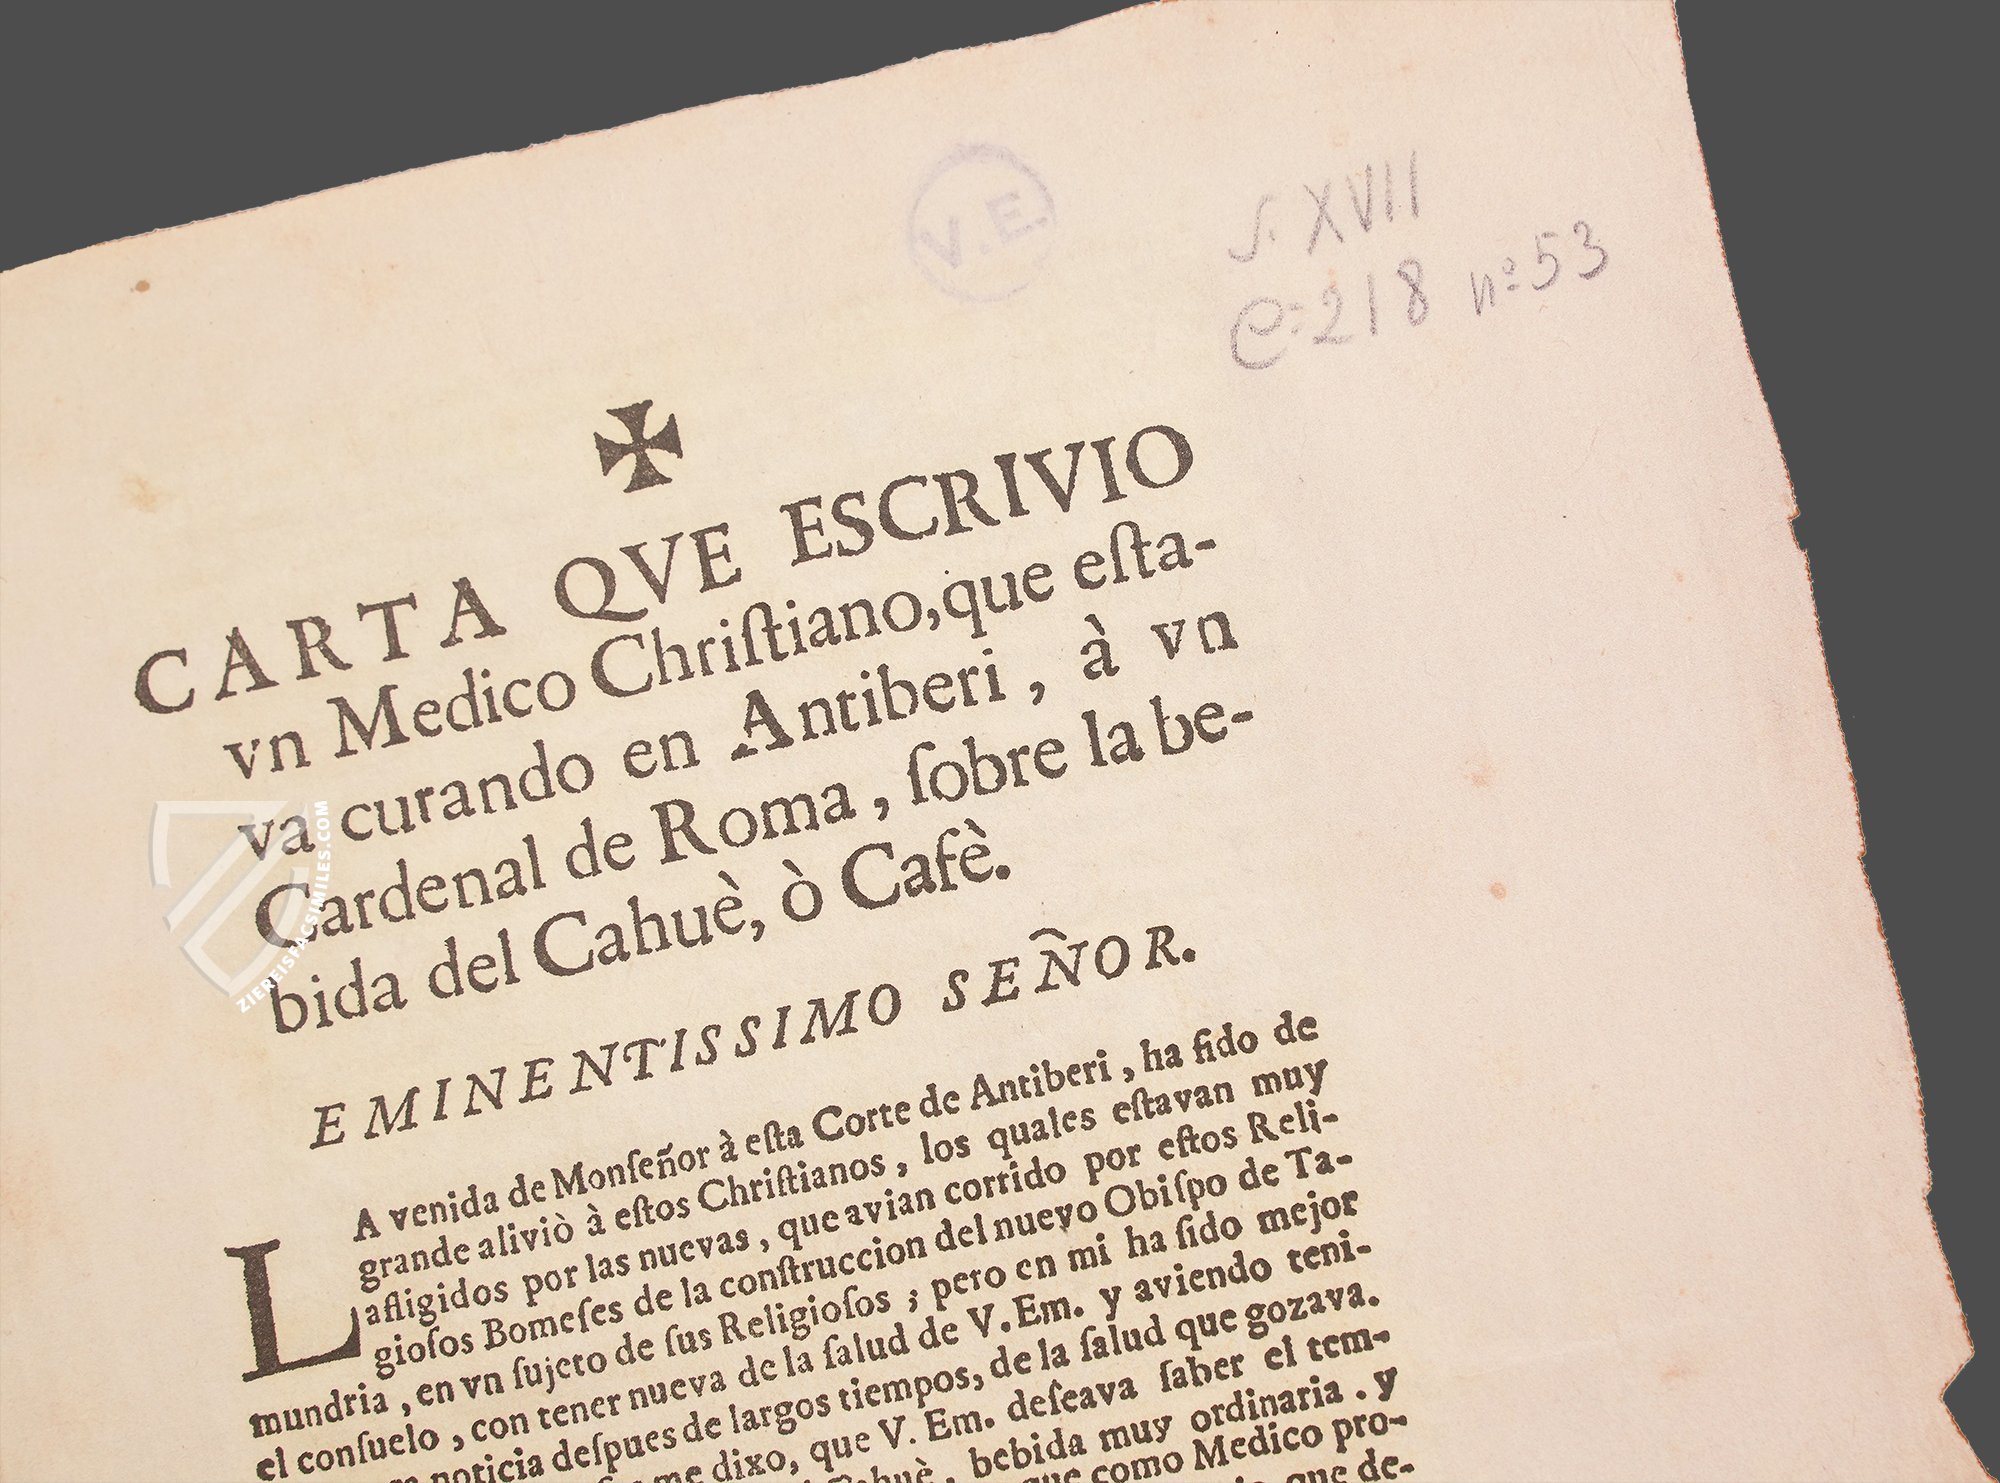 V.E.
S. XVII
C:218 nº 53
✠
CARTA QVE ESCRIVIO
vn Medico Chriſtiano, que eſta-
va curando en Antiberi, à vn
Cardenal de Roma, ſobre la be-
bida del Cahuè, ò Cafè.
EMINENTISSIMO SEÑOR.
LA venida de Monſeñor à eſta Corte de Antiberi, ha ſido de
grande aliviò à eſtos Chriſtianos, los quales eſtavan muy
afligidos por las nuevas, que avian corrido por eſtos Reli-
gioſos Bomeſes de la conſtruccion del nuevo Obiſpo de Ta-
mundria, en vn ſujeto de ſus Religioſos; pero en mi ha ſido mejor
el conſuelo, con tener nueva de la ſalud de V. Em. y aviendo teni-
noticia deſpues de largos tiempos, de la ſalud que gozava.
me dixo, que V. Em. deſeava ſaber el tem-
bebida muy ordinaria. y
que como Medico pro-
que de-
ZIEREISFACSIMILES.COM